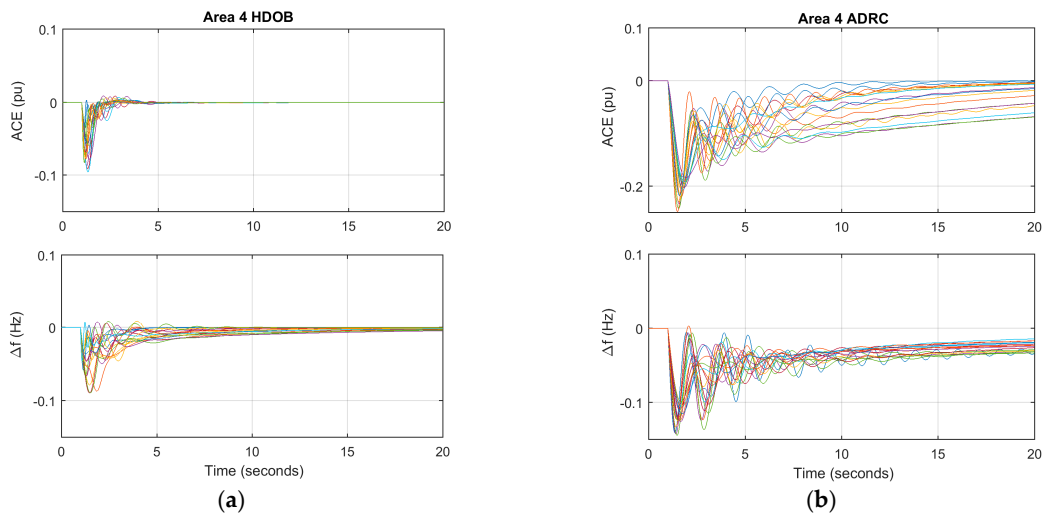 Area 4 HDOB
0.1
0
-0.1
ACE (pu)
0 5 10 15 20
0.1
0
-0.1
Δf (Hz)
0 5 10 15 20
Time (seconds)
(a)
Area 4 ADRC
0.1
0
-0.2
ACE (pu)
0 5 10 15 20
0.1
0
-0.1
Δf (Hz)
0 5 10 15 20
Time (seconds)
(b)